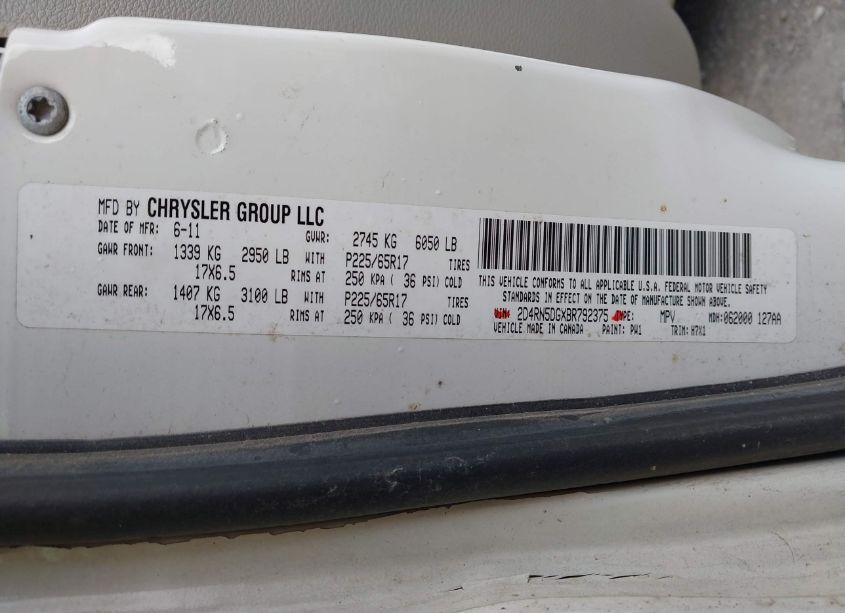 MFD BY CHRYSLER GROUP LLC
DATE OF MFR: 6-11 GVWR: 2745 KG 6050 LB
GAWR FRONT: 1339 KG 2950 LB WITH P225/65R17 TIRES
17X6.5 RIMS AT 250 KPA ( 36 PSI) COLD
GAWR REAR: 1407 KG 3100 LB WITH P225/65R17 TIRES
17X6.5 RIMS AT 250 KPA ( 36 PSI) COLD
THIS VEHICLE CONFORMS TO ALL APPLICABLE U.S.A. FEDERAL MOTOR VEHICLE SAFETY
STANDARDS IN EFFECT ON THE DATE OF MANUFACTURE SHOWN ABOVE.
VIN: 2D4RN5DGXBR792375 TYPE: MPV MDH:062000 127AA
VEHICLE MADE IN CANADA PAINT: PW1 TRIM: H7X1